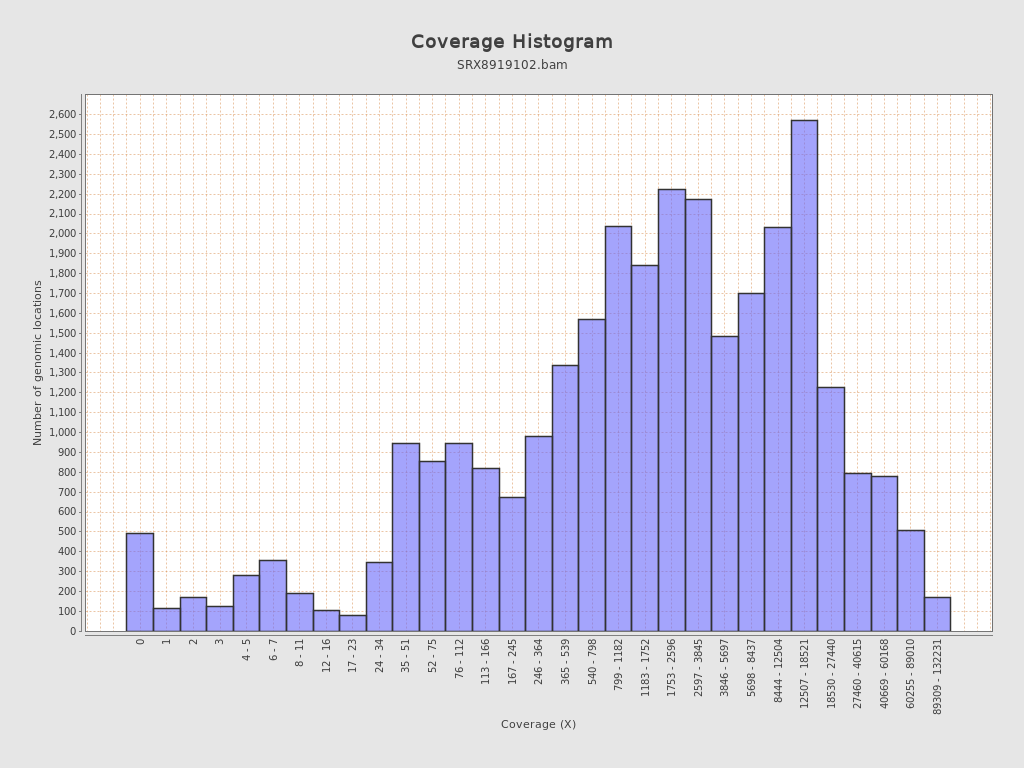 Coverage Histogram
SRX8919102.bam
Number of genomic locations
2,600
2,500
2,400
2,300
2,200
2,100
2,000
1,900
1,800
1,700
1,600
1,500
1,400
1,300
1,200
1,100
1,000
900
800
700
600
500
400
300
200
100
0
0
1
2
3
4 - 5
6 - 7
8 - 11
12 - 16
17 - 23
24 - 34
35 - 51
52 - 75
76 - 112
113 - 166
167 - 245
246 - 364
365 - 539
540 - 798
799 - 1182
1183 - 1752
1753 - 2596
2597 - 3845
3846 - 5697
5698 - 8437
8444 - 12504
12507 - 18521
18530 - 27440
27460 - 40615
40669 - 60168
60255 - 89010
89309 - 132231
Coverage (X)